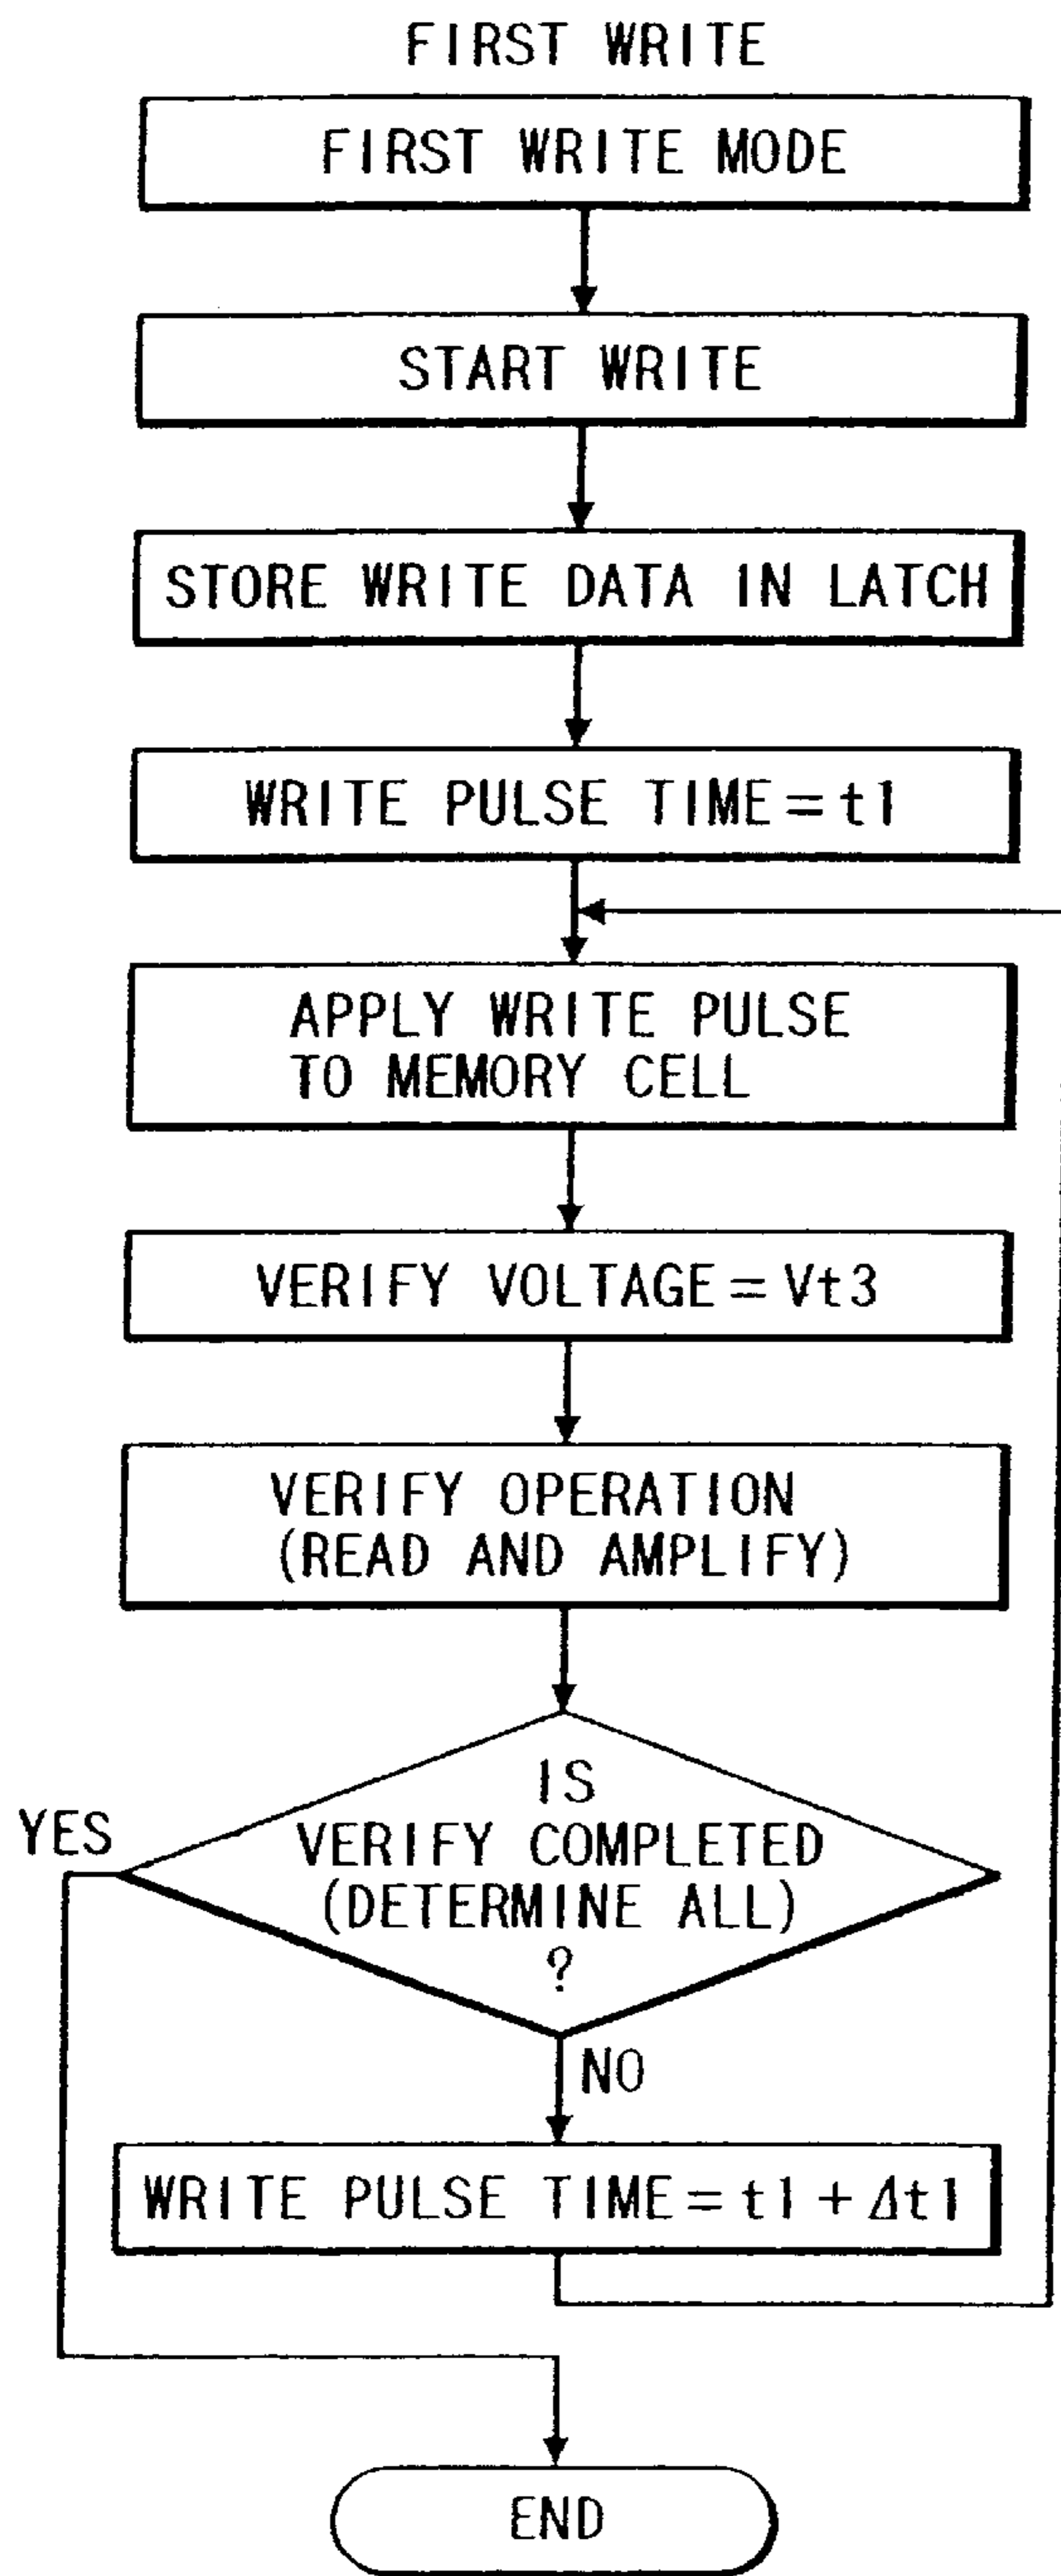 FIRST WRITE
FIRST WRITE MODE
START WRITE
STORE WRITE DATA IN LATCH
WRITE PULSE TIME = t1
APPLY WRITE PULSE
TO MEMORY CELL
VERIFY VOLTAGE = Vt3
VERIFY OPERATION
(READ AND AMPLIFY)
IS
YES
VERIFY COMPLETED
(DETERMINE ALL)
?
NO
WRITE PULSE TIME = t1 + Δt1
END